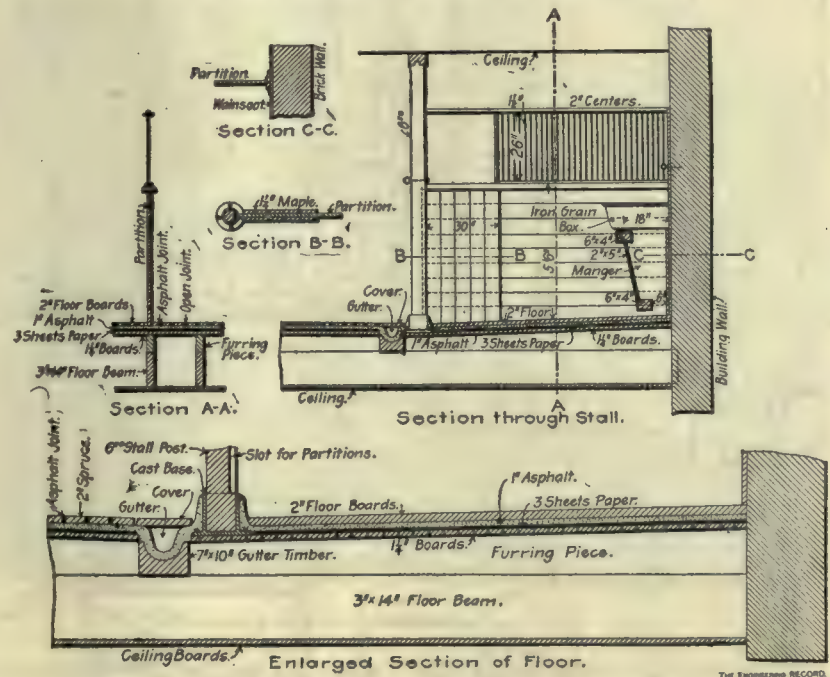 Partition
Wainscot
Brick Wall.
Section C-C.
1¼" Maple.
Partition.
Section B-B.
Partition
Asphalt Joint.
Open Joint.
2" Floor Boards.
1" Asphalt
3 Sheets Paper.
1¼" Boards
Furring
Piece.
3"x14" Floor Beam.
Section A-A.
A
Ceiling.
2" Centers.
26"
Iron Grain
Box.
18"
30"
6"x4"
2"x5"
Manger
6"x4"
5'8"
B
B
C
C
Cover
Gutter.
2" Floor.
1" Asphalt
3 Sheets Paper
1¼" Boards.
Building Wall.
Ceiling
A
Section through Stall.
6" Stall Post.
Slot for Partitions.
Cast Base.
Cover
Gutter.
Asphalt Joint.
2" Spruce.
2" Floor Boards.
1" Asphalt.
3 Sheets Paper.
1¼" Boards.
Furring Piece.
7"x10" Gutter Timber.
3"x14" Floor Beam.
Ceiling Boards.
Enlarged Section of Floor.
THE ENGINEERING RECORD.